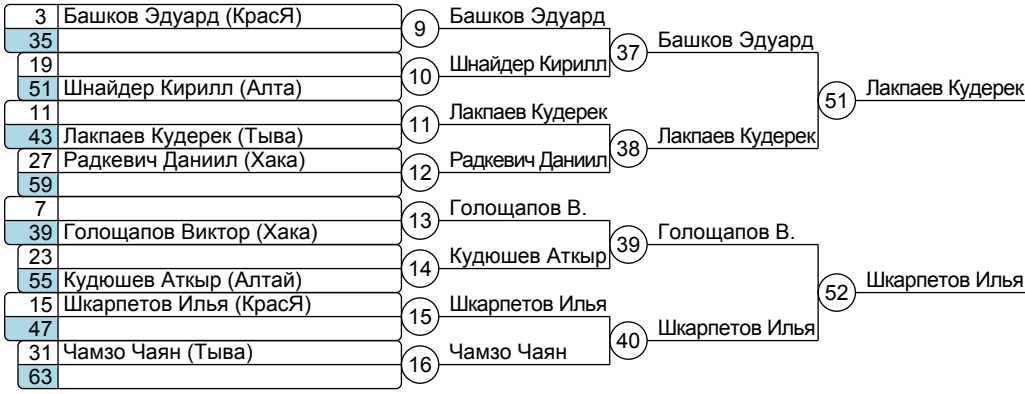 3 Башков Эдуард (КрасЯ)
35
19
51 Шнайдер Кирилл (Алта)
11
43 Лакпаев Кудерек (Тыва)
27 Радкевич Даниил (Хака)
59
7
39 Голощапов Виктор (Хака)
23
55 Кудюшев Аткыр (Алтай)
15 Шкарпетов Илья (КрасЯ)
47
31 Чамзо Чаян (Тыва)
63
9 Башков Эдуард
10 Шнайдер Кирилл
11 Лакпаев Кудерек
12 Радкевич Даниил
13 Голощапов В.
14 Кудюшев Аткыр
15 Шкарпетов Илья
16 Чамзо Чаян
37 Башков Эдуард
38 Лакпаев Кудерек
39 Голощапов В.
40 Шкарпетов Илья
51 Лакпаев Кудерек
52 Шкарпетов Илья